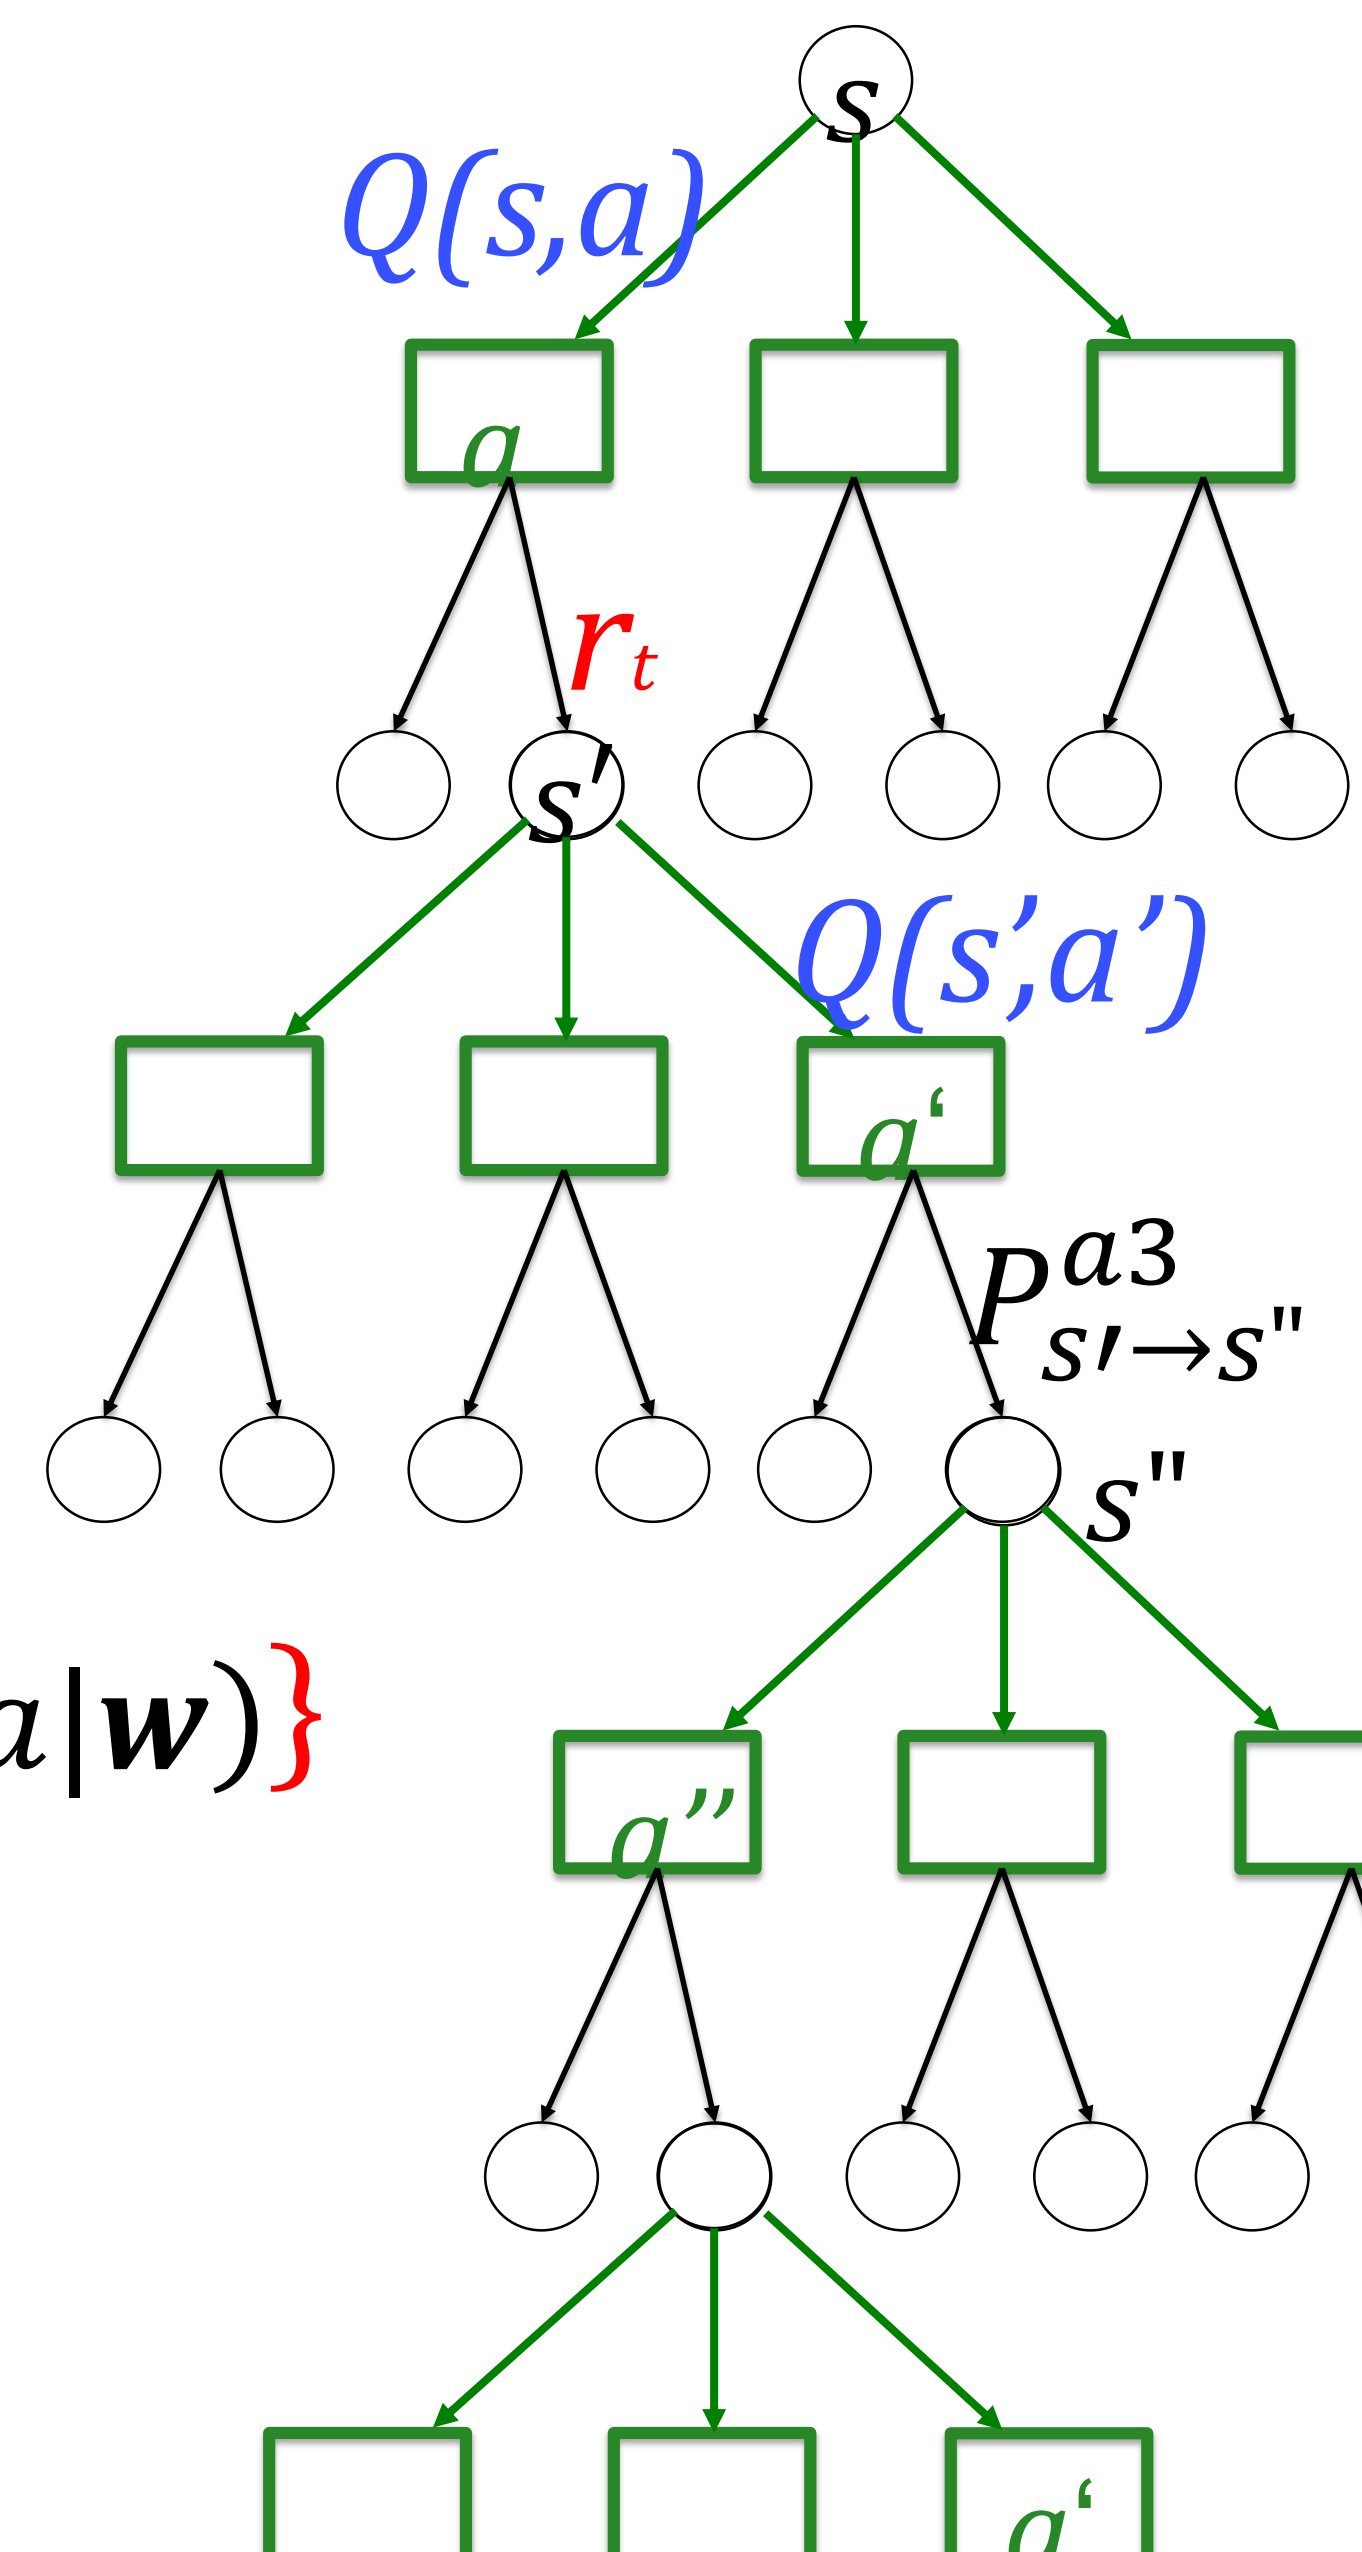 s
Q(s,a)
a
r_t
s′
Q(s’,a’)
a‘
P^{a3}_{s′→s"}
s"
a|w)}
a’’
a‘